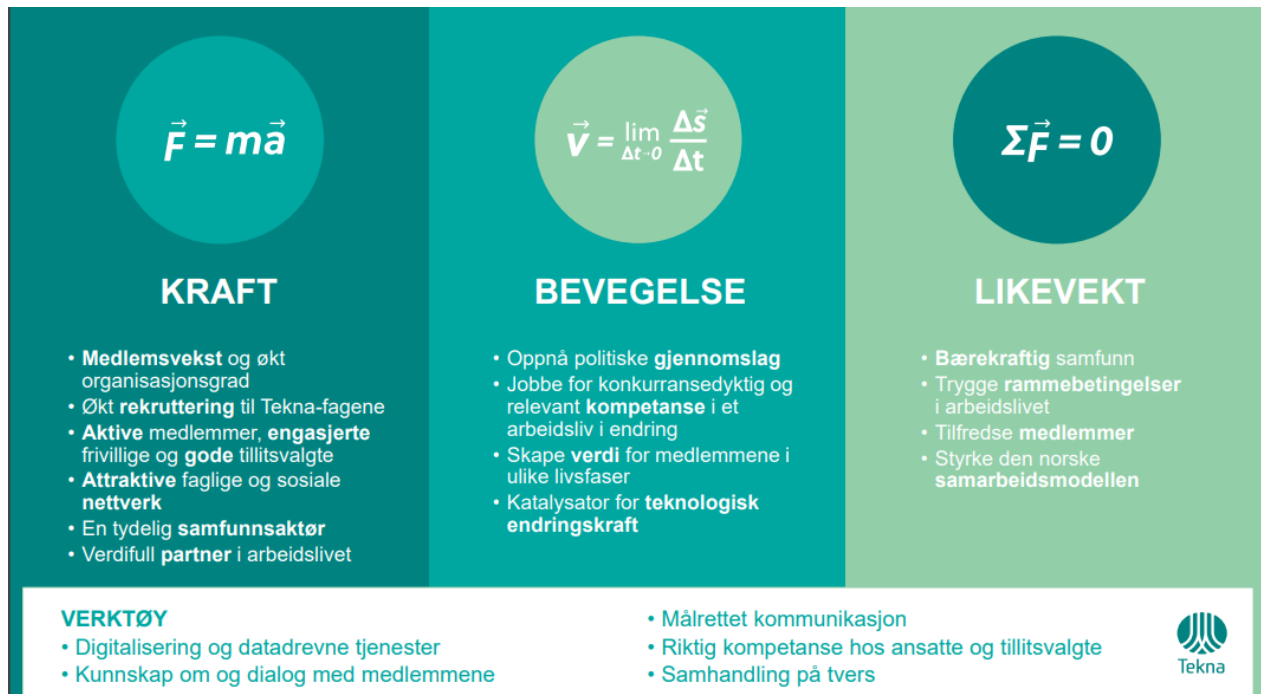 F⃗ = ma⃗
KRAFT
• Medlemsvekst og økt
organisasjonsgrad
• Økt rekruttering til Tekna-fagene
• Aktive medlemmer, engasjerte
frivillige og gode tillitsvalgte
• Attraktive faglige og sosiale
nettverk
• En tydelig samfunnsaktør
• Verdifull partner i arbeidslivet
v⃗ = lim Δt→0 Δs⃗/Δt
BEVEGELSE
• Oppnå politiske gjennomslag
• Jobbe for konkurransedyktig og
relevant kompetanse i et
arbeidsliv i endring
• Skape verdi for medlemmene i
ulike livsfaser
• Katalysator for teknologisk
endringskraft
ΣF⃗ = 0
LIKEVEKT
• Bærekraftig samfunn
• Trygge rammebetingelser
i arbeidslivet
• Tilfredse medlemmer
• Styrke den norske
samarbeidsmodellen
VERKTØY
• Digitalisering og datadrevne tjenester
• Kunnskap om og dialog med medlemmene
• Målrettet kommunikasjon
• Riktig kompetanse hos ansatte og tillitsvalgte
• Samhandling på tvers
Tekna